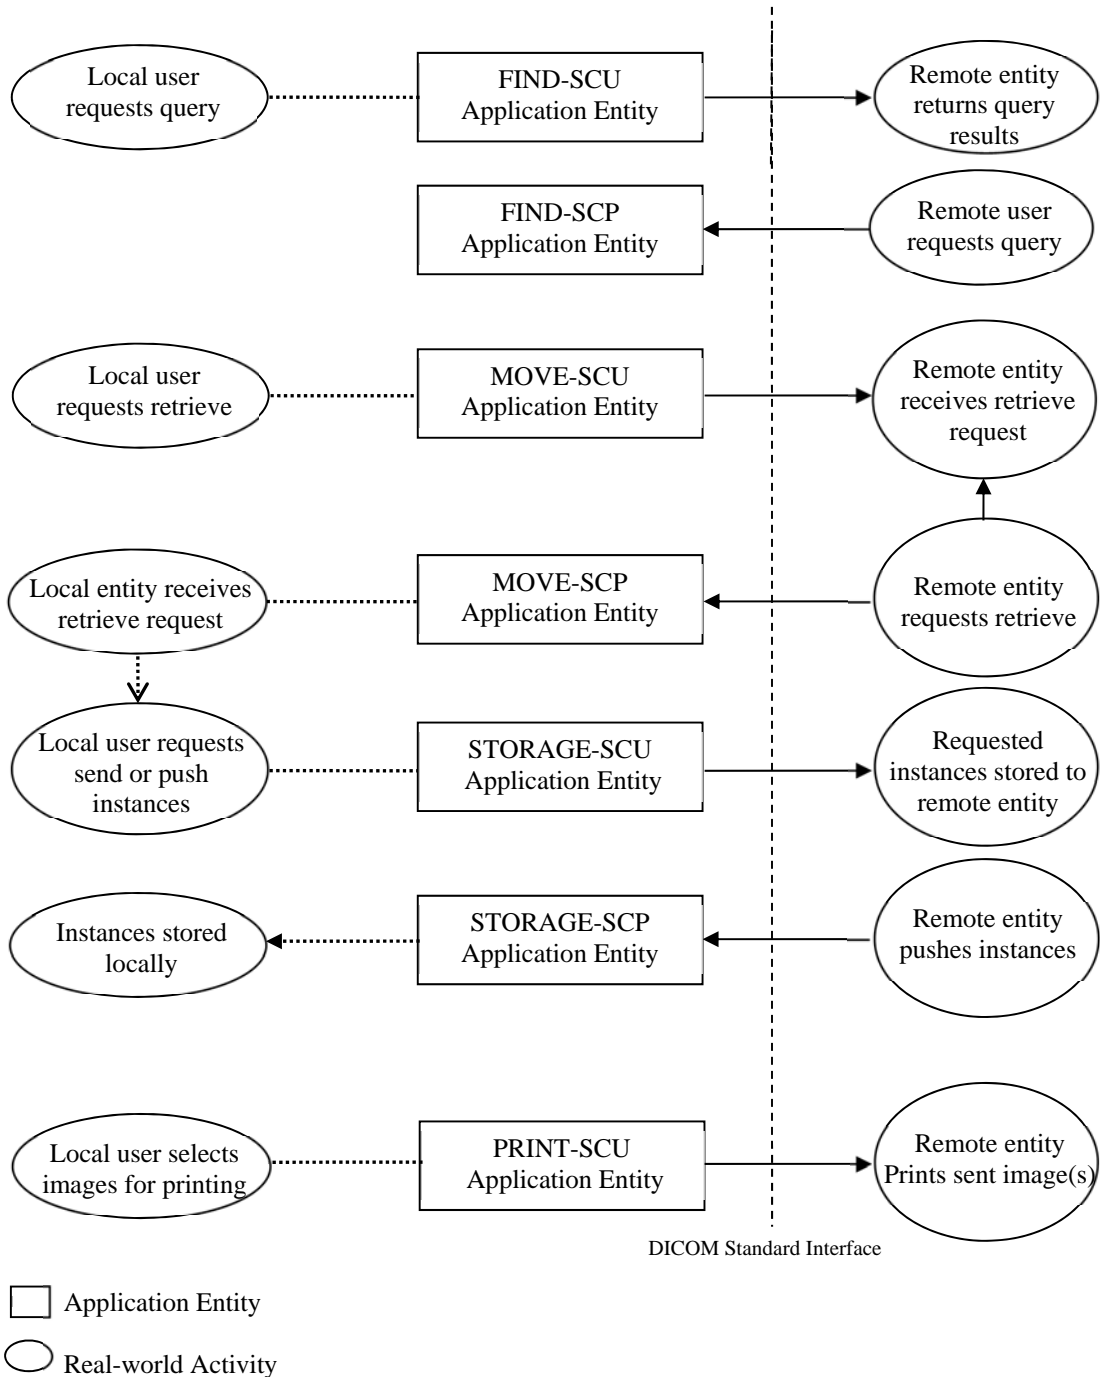 Local user
requests query
FIND-SCU
Application Entity
Remote entity
returns query
results
FIND-SCP
Application Entity
Remote user
requests query
Local user
requests retrieve
MOVE-SCU
Application Entity
Remote entity
receives retrieve
request
Local entity receives
retrieve request
MOVE-SCP
Application Entity
Remote entity
requests retrieve
Local user requests
send or push
instances
STORAGE-SCU
Application Entity
Requested
instances stored to
remote entity
Instances stored
locally
STORAGE-SCP
Application Entity
Remote entity
pushes instances
Local user selects
images for printing
PRINT-SCU
Application Entity
Remote entity
Prints sent image(s)
DICOM Standard Interface
Application Entity
Real-world Activity